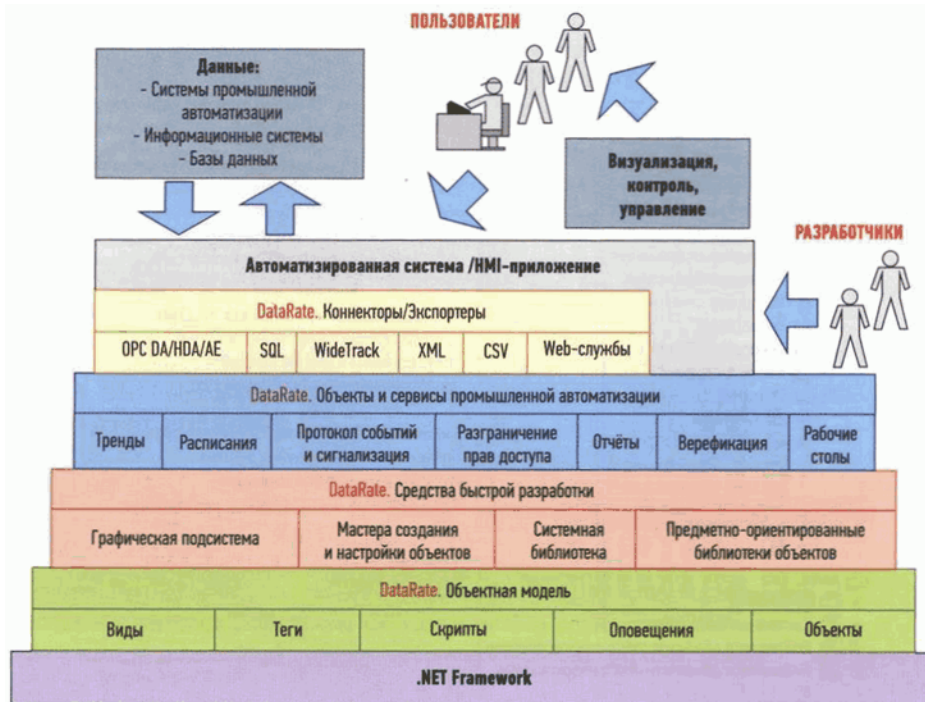 ПОЛЬЗОВАТЕЛИ
Данные:
- Системы промышленной
автоматизации
- Информационные системы
- Базы данных
Визуализация,
контроль,
управление
РАЗРАБОТЧИКИ
Автоматизированная система /HMI-приложение
DataRate. Коннекторы/Экспортеры
OPC DA/HDA/AE
SQL
WideTrack
XML
CSV
Web-службы
DataRate. Объекты и сервисы промышленной автоматизации
Тренды
Расписания
Протокол событий
и сигнализация
Разграничение
прав доступа
Отчёты
Верефикация
Рабочие
столы
DataRate. Средства быстрой разработки
Графическая подсистема
Мастера создания
и настройки объектов
Системная
библиотека
Предметно-ориентированные
библиотеки объектов
DataRate. Объектная модель
Виды
Теги
Скрипты
Оповещения
Объекты
.NET Framework